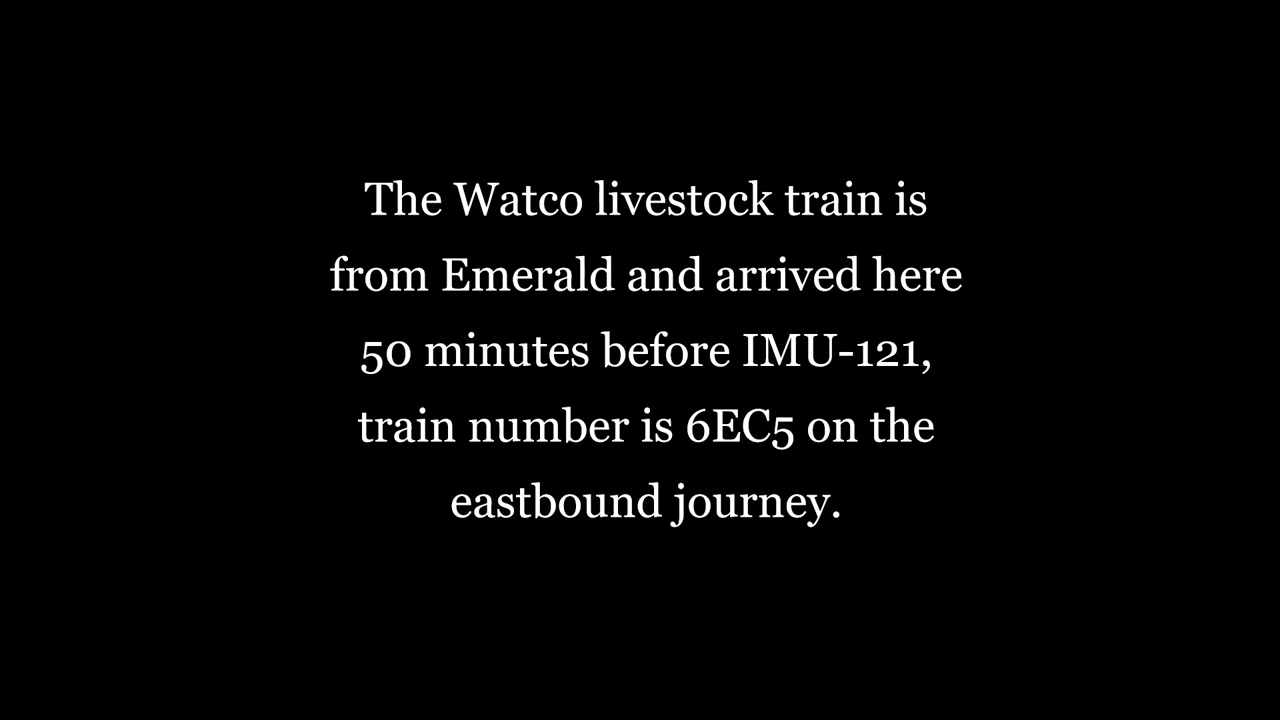 The Watco livestock train is
from Emerald and arrived here
50 minutes before IMU-121,
train number is 6EC5 on the
eastbound journey.